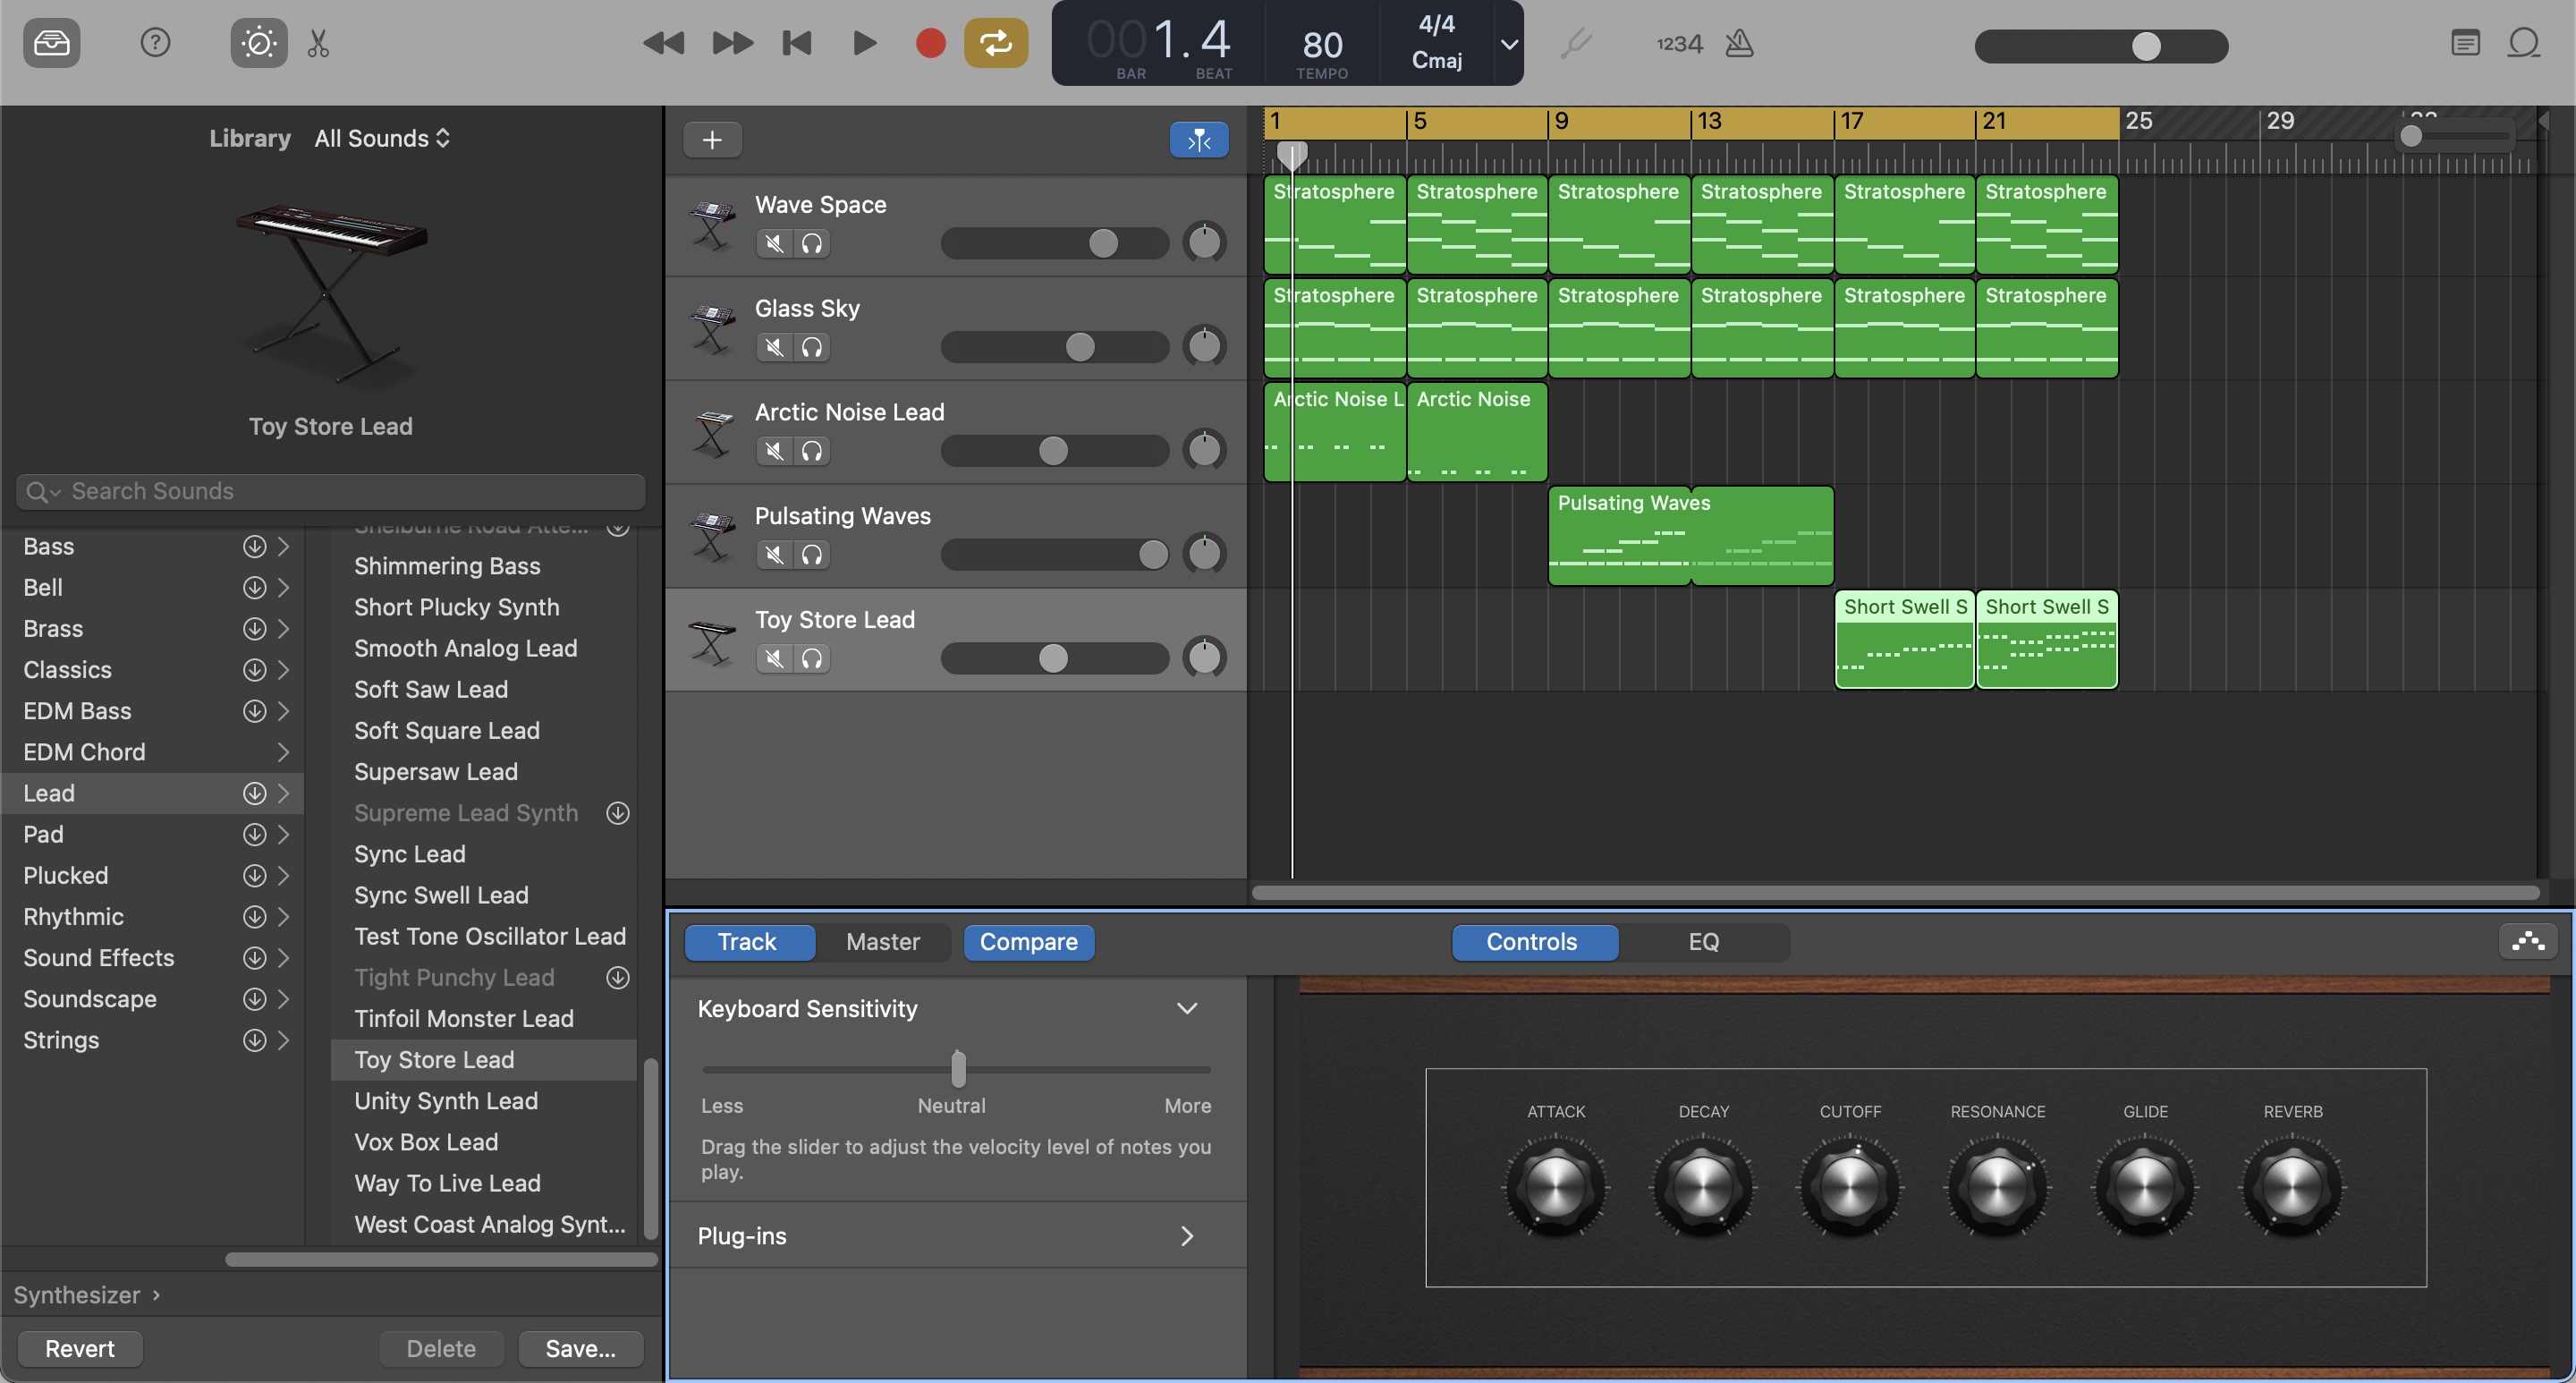 001.4
BAR
BEAT
80
TEMPO
4/4
Cmaj
1234
Library
All Sounds
Toy Store Lead
Search Sounds
Bass
Bell
Brass
Classics
EDM Bass
EDM Chord
Lead
Pad
Plucked
Rhythmic
Sound Effects
Soundscape
Strings
Shimmering Bass
Short Plucky Synth
Smooth Analog Lead
Soft Saw Lead
Soft Square Lead
Supersaw Lead
Supreme Lead Synth
Sync Lead
Sync Swell Lead
Test Tone Oscillator Lead
Tight Punchy Lead
Tinfoil Monster Lead
Toy Store Lead
Unity Synth Lead
Vox Box Lead
Way To Live Lead
West Coast Analog Synt...
Synthesizer ›
Revert
Delete
Save...
Wave Space
Glass Sky
Arctic Noise Lead
Pulsating Waves
Toy Store Lead
1 5 9 13 17 21 25 29
Stratosphere Stratosphere Stratosphere Stratosphere Stratosphere Stratosphere
Stratosphere Stratosphere Stratosphere Stratosphere Stratosphere Stratosphere
Arctic Noise L Arctic Noise
Pulsating Waves
Short Swell S Short Swell S
Track
Master
Compare
Controls
EQ
Keyboard Sensitivity
Less
Neutral
More
Drag the slider to adjust the velocity level of notes you
play.
Plug-ins
ATTACK
DECAY
CUTOFF
RESONANCE
GLIDE
REVERB